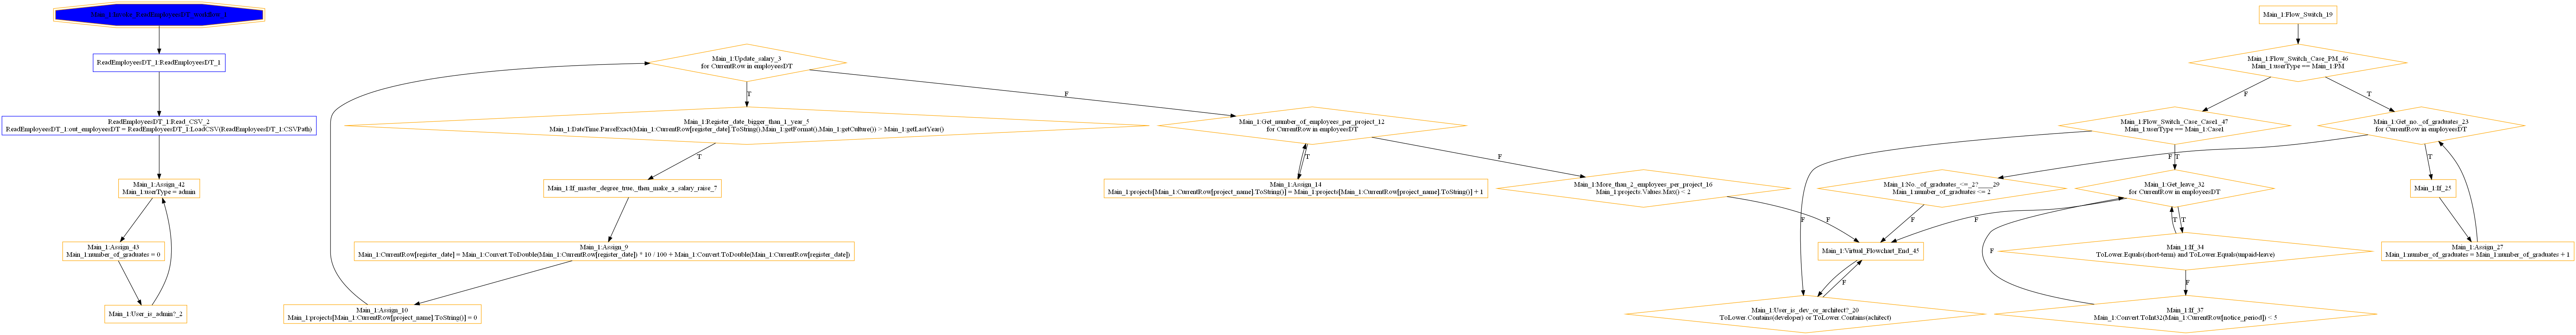 ReadEmployeesDT_1:ReadEmployeesDT_1
ReadEmployeesDT_1:Read_CSV_2
ReadEmployeesDT_1:out_employeesDT = ReadEmployeesDT_1:LoadCSV(ReadEmployeesDT_1:CSVPath)
Main_1:Assign_42
Main_1:userType = admin
Main_1:Assign_43
Main_1:number_of_graduates = 0
Main_1:User_is_admin?_2
Main_1:Update_salary_3
for CurrentRow in employeesDT
T
F
Main_1:Register_date_bigger_than_1_year_5
Main_1:DateTime.ParseExact(Main_1:CurrentRow[register_date].ToString(),Main_1:getFormat(),Main_1:getCulture()) > Main_1:getLastYear()
T
Main_1:If_master_degree_true,_then_make_a_salary_raise_7
Main_1:Assign_9
Main_1:CurrentRow[register_date] = Main_1:Convert.ToDouble(Main_1:CurrentRow[register_date]) * 10 / 100 + Main_1:Convert.ToDouble(Main_1:CurrentRow[register_date])
Main_1:Assign_10
Main_1:projects[Main_1:CurrentRow[project_name].ToString()] = 0
Main_1:Get_number_of_employees_per_project_12
for CurrentRow in employeesDT
T
F
Main_1:Assign_14
Main_1:projects[Main_1:CurrentRow[project_name].ToString()] = Main_1:projects[Main_1:CurrentRow[project_name].ToString()] + 1
Main_1:More_than_2_employees_per_project_16
Main_1:projects.Values.Max() < 2
F
Main_1:Flow_Switch_19
Main_1:Flow_Switch_Case_PM_46
Main_1:userType == Main_1:PM
F
T
Main_1:Flow_Switch_Case_Case1_47
Main_1:userType == Main_1:Case1
F
T
Main_1:Get_no._of_graduates_23
for CurrentRow in employeesDT
F
T
Main_1:No._of_graduates_<=_2?____29
Main_1:number_of_graduates <= 2
F
Main_1:Get_leave_32
for CurrentRow in employeesDT
F
T
Main_1:If_25
Main_1:Assign_27
Main_1:number_of_graduates = Main_1:number_of_graduates + 1
Main_1:Virtual_Flowchart_End_45
Main_1:If_34
ToLower.Equals(short-term) and ToLower.Equals(unpaid-leave)
T
F
Main_1:User_is_dev_or_architect?_20
ToLower.Contains(developer) or ToLower.Contains(achitect)
F
Main_1:If_37
Main_1:Convert.ToInt32(Main_1:CurrentRow[notice_period]) < 5
F